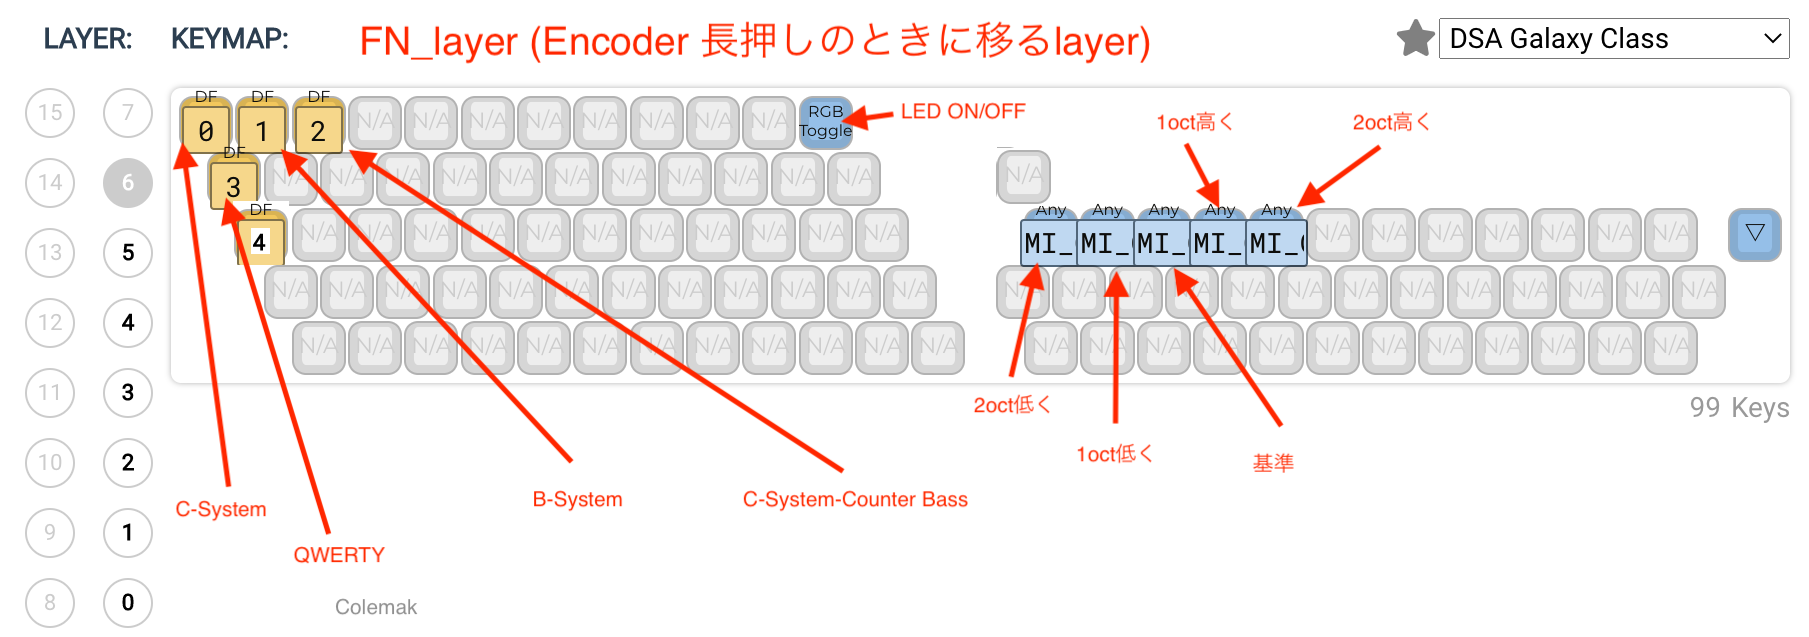 LAYER: KEYMAP: FN_layer (Encoder 長押しのときに移るlayer) DSA Galaxy Class
15 7 DF DF DF
0 1 2 N/A N/A N/A N/A N/A N/A N/A N/A RGB Toggle LED ON/OFF 1oct高く 2oct高く
14 6 DF
3 N/A N/A N/A N/A N/A N/A N/A N/A N/A N/A N/A N/A
DF Any Any Any Any Any
13 5 4 N/A N/A N/A N/A N/A N/A N/A N/A N/A N/A N/A MI_ MI_ MI_ MI_ MI_ N/A N/A N/A N/A N/A N/A N/A ▽
N/A N/A N/A N/A N/A N/A N/A N/A N/A N/A N/A N/A N/A N/A N/A N/A N/A N/A N/A N/A N/A N/A N/A N/A N/A
12 4
N/A N/A N/A N/A N/A N/A N/A N/A N/A N/A N/A N/A N/A N/A N/A N/A N/A N/A N/A N/A N/A N/A N/A N/A
11 3 2oct低く 99 Keys
1oct低く 基準
10 2
C-System B-System C-System-Counter Bass
9 1
QWERTY
8 0 Colemak